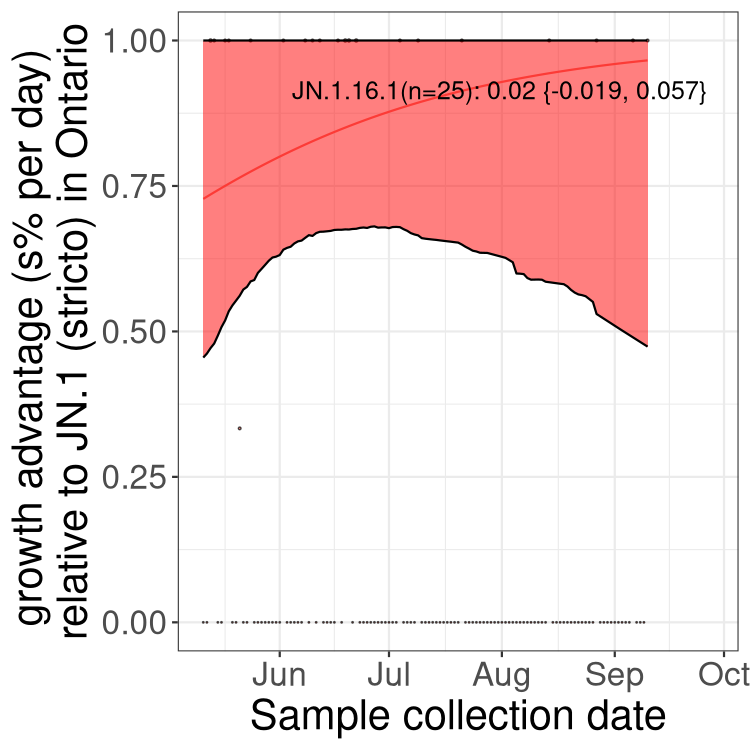 growth advantage (s% per day)
relative to JN.1 (stricto) in Ontario
1.00
0.75
0.50
0.25
0.00
JN.1.16.1(n=25): 0.02 {-0.019, 0.057}
Jun Jul Aug Sep Oct
Sample collection date